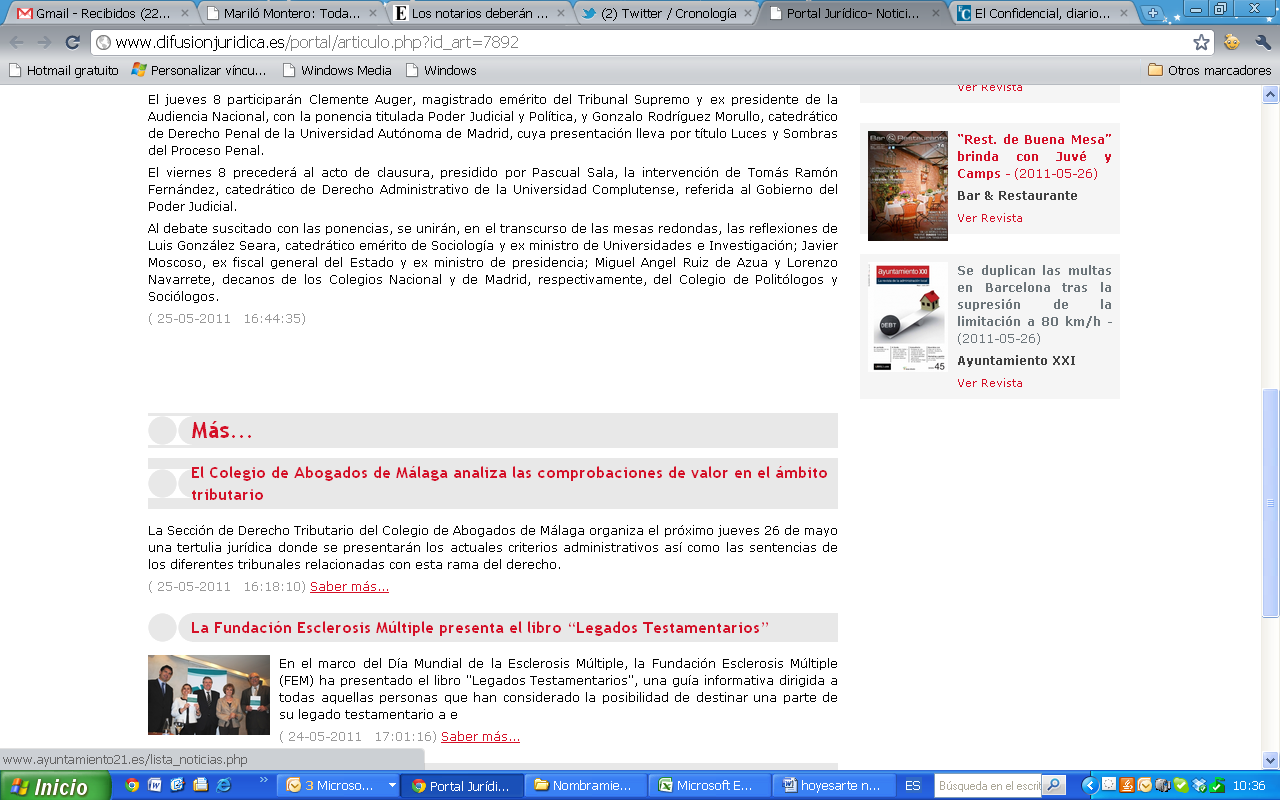 Gmail - Recibidos (22...
Mariló Montero: Toda...
Los notarios deberán ...
(2) Twitter / Cronología
Portal Jurídico- Notici...
El Confidencial, diario...
www.difusionjuridica.es/portal/articulo.php?id_art=7892
Hotmail gratuito
Personalizar víncu...
Windows Media
Windows
Otros marcadores
El jueves 8 participarán Clemente Auger, magistrado emérito del Tribunal Supremo y ex presidente de la
Audiencia Nacional, con la ponencia titulada Poder Judicial y Política, y Gonzalo Rodríguez Morullo, catedrático
de Derecho Penal de la Universidad Autónoma de Madrid, cuya presentación lleva por título Luces y Sombras
del Proceso Penal.
El viernes 8 precederá al acto de clausura, presidido por Pascual Sala, la intervención de Tomás Ramón
Fernández, catedrático de Derecho Administrativo de la Universidad Complutense, referida al Gobierno del
Poder Judicial.
Al debate suscitado con las ponencias, se unirán, en el transcurso de las mesas redondas, las reflexiones de
Luis González Seara, catedrático emérito de Sociología y ex ministro de Universidades e Investigación; Javier
Moscoso, ex fiscal general del Estado y ex ministro de presidencia; Miguel Angel Ruiz de Azua y Lorenzo
Navarrete, decanos de los Colegios Nacional y de Madrid, respectivamente, del Colegio de Politólogos y
Sociólogos.
( 25-05-2011 16:44:35)
Más...
El Colegio de Abogados de Málaga analiza las comprobaciones de valor en el ámbito
tributario
La Sección de Derecho Tributario del Colegio de Abogados de Málaga organiza el próximo jueves 26 de mayo
una tertulia jurídica donde se presentarán los actuales criterios administrativos así como las sentencias de
los diferentes tribunales relacionadas con esta rama del derecho.
( 25-05-2011 16:18:10) Saber más...
La Fundación Esclerosis Múltiple presenta el libro “Legados Testamentarios”
En el marco del Día Mundial de la Esclerosis Múltiple, la Fundación Esclerosis Múltiple
(FEM) ha presentado el libro "Legados Testamentarios", una guía informativa dirigida a
todas aquellas personas que han considerado la posibilidad de destinar una parte de
su legado testamentario a e
( 24-05-2011 17:01:16) Saber más...
Ver Revista
Bar & Restaurante
“Rest. de Buena Mesa”
brinda con Juvé y
Camps - (2011-05-26)
Bar & Restaurante
Ver Revista
ayuntamiento XXI
DEBT
45
Se duplican las multas
en Barcelona tras la
supresión de la
limitación a 80 km/h -
(2011-05-26)
Ayuntamiento XXI
Ver Revista
www.ayuntamiento21.es/lista_noticias.php
Inicio
3 Microso...
Portal Jurídi...
Nombramie...
Microsoft E...
hoyesarte n...
ES
Búsqueda en el escrit
10:36